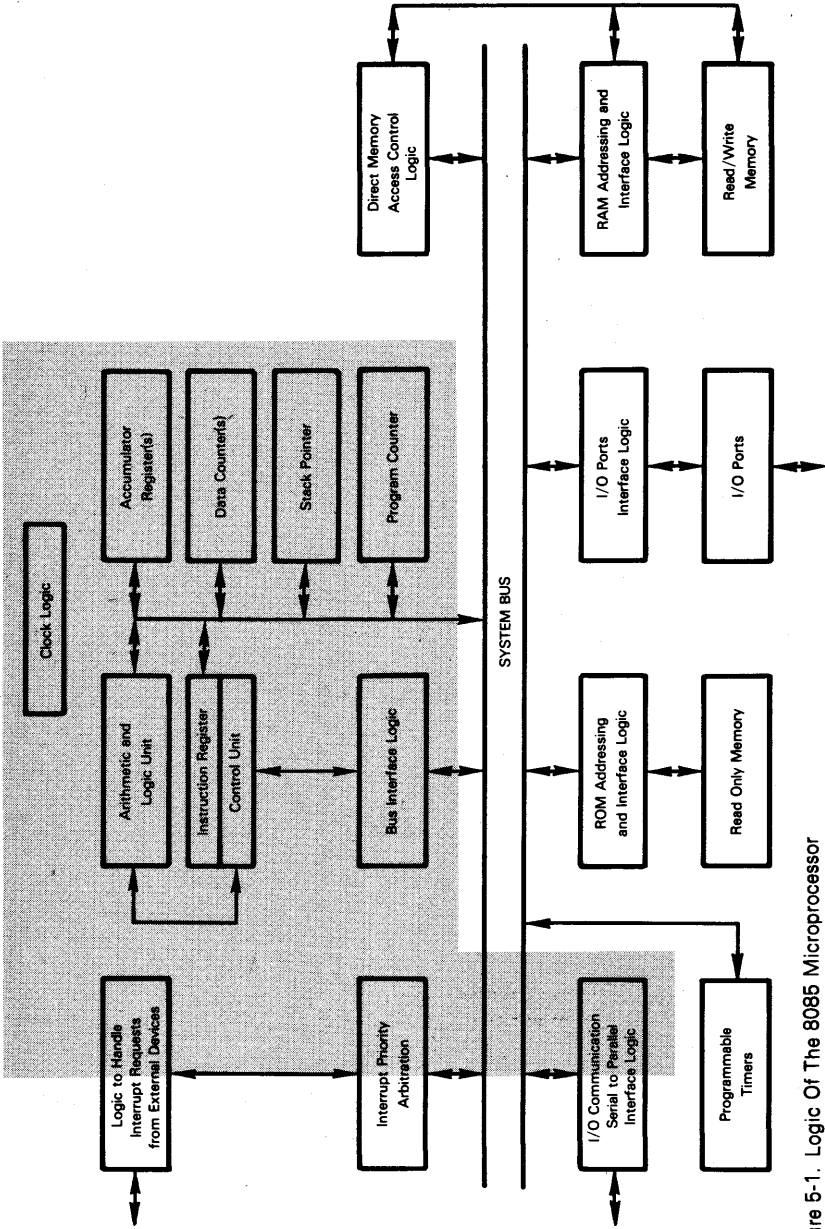 Clock Logic
Logic to Handle
Interrupt Requests
from External Devices
Arithmetic and
Logic Unit
Accumulator
Register(s)
Instruction Register
Control Unit
Data Counter(s)
Stack Pointer
Interrupt Priority
Arbitration
Bus Interface Logic
Program Counter
Direct Memory
Access Control
Logic
SYSTEM BUS
I/O Communication
Serial to Parallel
Interface Logic
ROM Addressing
and Interface Logic
I/O Ports
Interface Logic
RAM Addressing and
Interface Logic
Programmable
Timers
Read Only Memory
I/O Ports
Read/Write
Memory
ure 5-1. Logic Of The 8085 Microprocessor